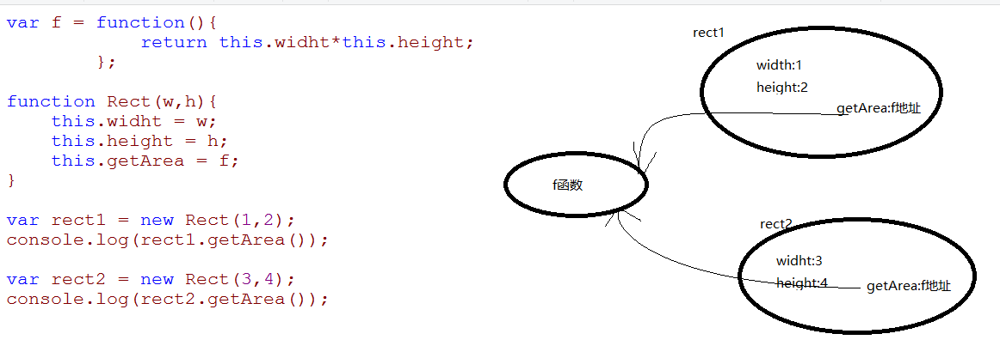 var f = function(){
return this.widht*this.height;
};
function Rect(w,h){
this.widht = w;
this.height = h;
this.getArea = f;
}
var rect1 = new Rect(1,2);
console.log(rect1.getArea());
var rect2 = new Rect(3,4);
console.log(rect2.getArea());
rect1
width:1
height:2
getArea:f地址
f函数
rect2
widht:3
height:4
getArea:f地址